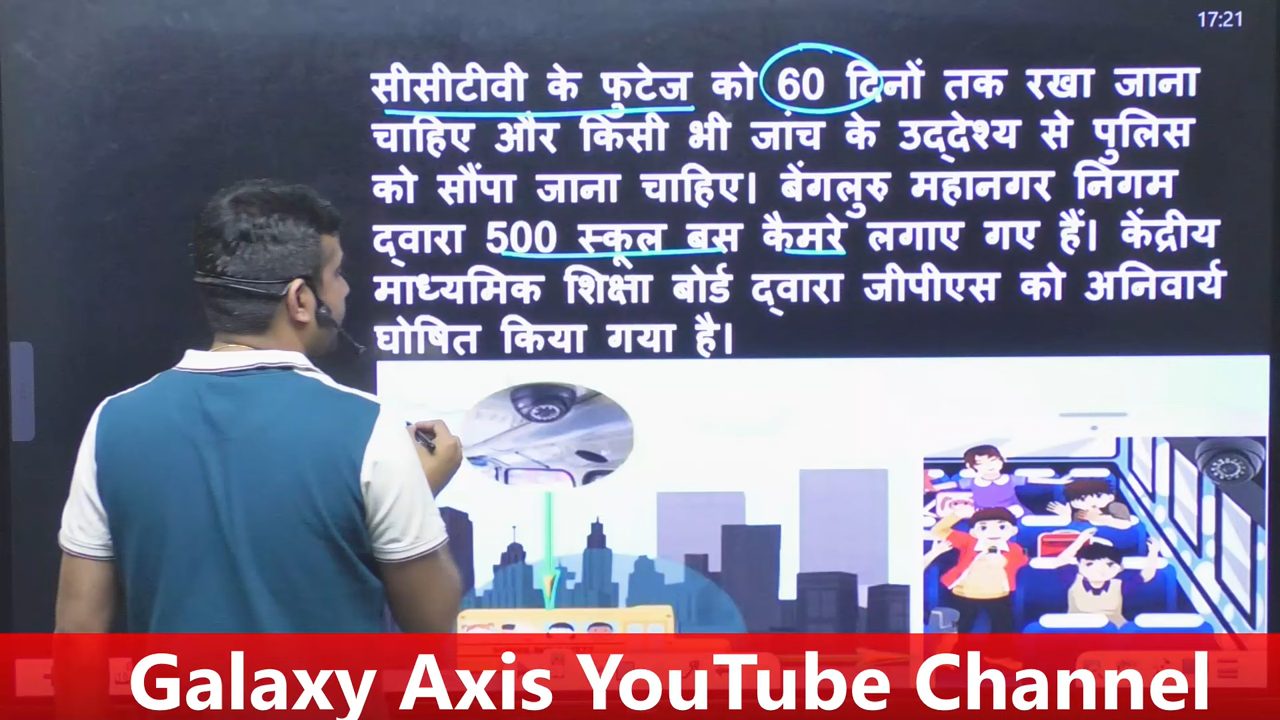 17:21
सीसीटीवी के फुटेज को 60 दिनों तक रखा जाना
चाहिए और किसी भी जांच के उद्देश्य से पुलिस
को सौंपा जाना चाहिए। बेंगलुरु महानगर निगम
द्वारा 500 स्कूल बस कैमरे लगाए गए हैं। केंद्रीय
माध्यमिक शिक्षा बोर्ड द्वारा जीपीएस को अनिवार्य
घोषित किया गया है।
Galaxy Axis YouTube Channel